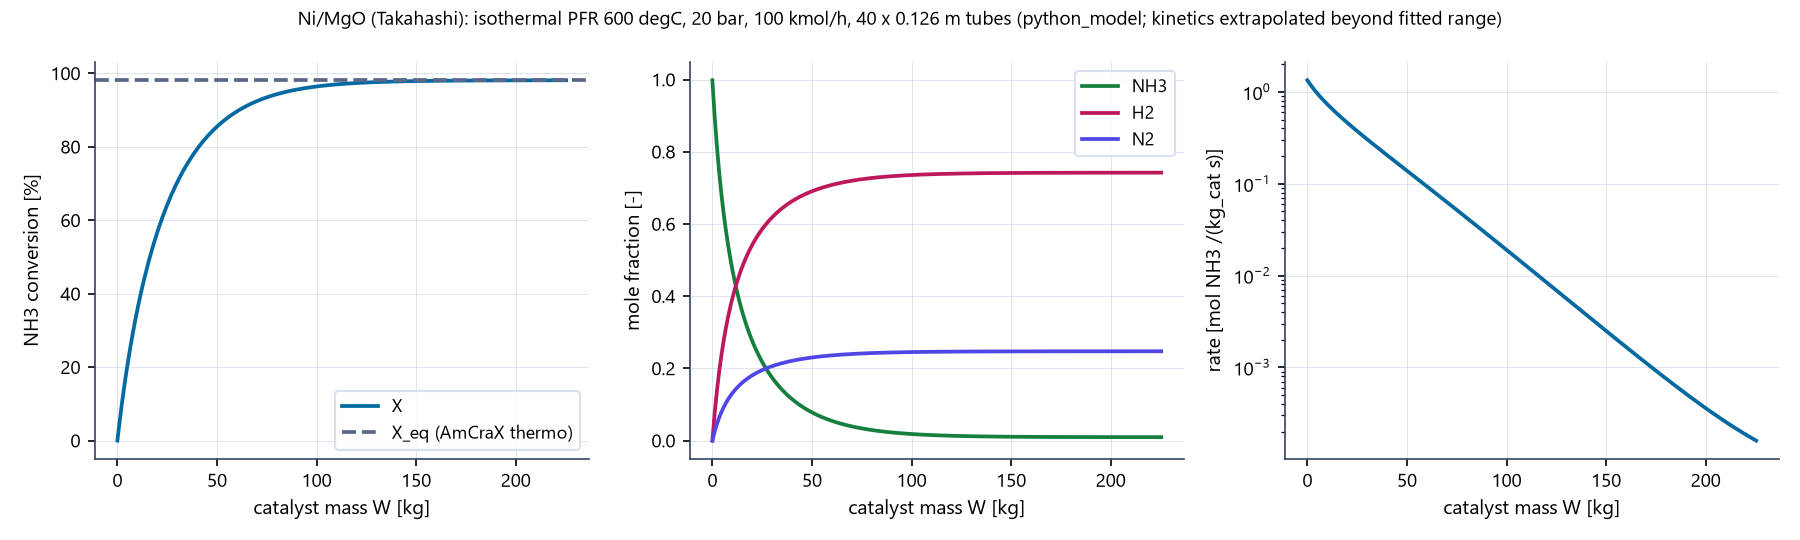 Ni/MgO (Takahashi): isothermal PFR 600 degC, 20 bar, 100 kmol/h, 40 x 0.126 m tubes (python_model; kinetics extrapolated beyond fitted range)
NH3 conversion [%]
100
80
60
40
20
0
X
X_eq (AmCraX thermo)
0 50 100 150 200
catalyst mass W [kg]
mole fraction [-]
1.0
0.8
0.6
0.4
0.2
0.0
NH3
H2
N2
0 50 100 150 200
catalyst mass W [kg]
rate [mol NH3 /(kg_cat s)]
10⁰
10⁻¹
10⁻²
10⁻³
0 50 100 150 200
catalyst mass W [kg]